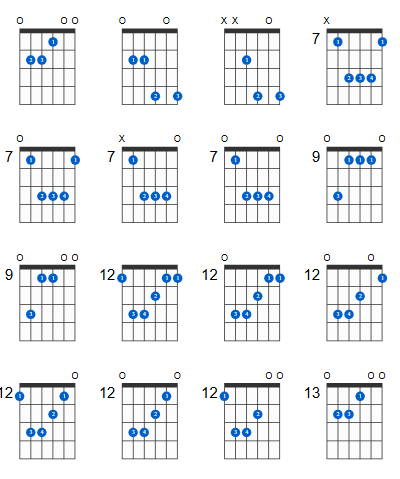 O O O O O X X O X
1 7 1 1
2 3 1 1 1
2 3 4
2 3 2 3
O O X O O O O O
7 1 1 7 1 7 1 9 1 1 1
2 3 4 2 3 4 2 3 4 3
O O O O O O
9 1 1 12 1 1 1 12 1 1 12 1
2 2 2
3 3 4 3 4 3 4
O O O O O O O O
12 1 1 12 1 12 1 13 1
2 2 2 2 3
3 4 3 4 3 4